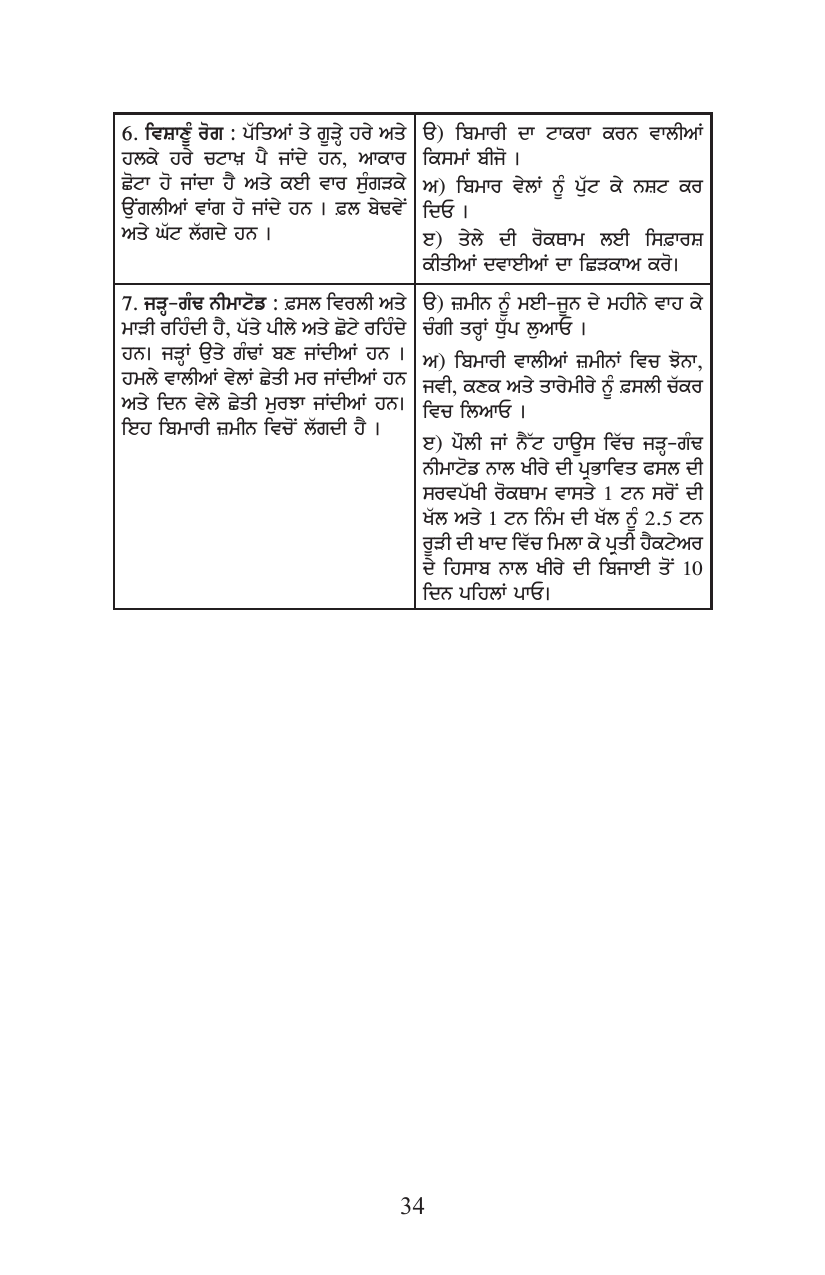 6. ਵਿਸ਼ਾਣੂੰ ਰੋਗ : ਪੱਤਿਆਂ ਤੇ ਗੂੜ੍ਹੇ ਹਰੇ ਅਤੇ
ਹਲਕੇ ਹਰੇ ਚਟਾਖ਼ ਪੈ ਜਾਂਦੇ ਹਨ, ਆਕਾਰ
ਛੋਟਾ ਹੋ ਜਾਂਦਾ ਹੈ ਅਤੇ ਕਈ ਵਾਰ ਸੁੰਗੜਕੇ
ਉਂਗਲੀਆਂ ਵਾਂਗ ਹੋ ਜਾਂਦੇ ਹਨ । ਫ਼ਲ ਬੇਢਵੇਂ
ਅਤੇ ਘੱਟ ਲੱਗਦੇ ਹਨ ।
ੳ) ਬਿਮਾਰੀ ਦਾ ਟਾਕਰਾ ਕਰਨ ਵਾਲੀਆਂ
ਕਿਸਮਾਂ ਬੀਜੋ ।
ਅ) ਬਿਮਾਰ ਵੇਲਾਂ ਨੂੰ ਪੁੱਟ ਕੇ ਨਸ਼ਟ ਕਰ
ਦਿਓ ।
ੲ) ਤੇਲੇ ਦੀ ਰੋਕਥਾਮ ਲਈ ਸਿਫ਼ਾਰਸ਼
ਕੀਤੀਆਂ ਦਵਾਈਆਂ ਦਾ ਛਿੜਕਾਅ ਕਰੋ।
7. ਜੜ੍ਹ-ਗੰਢ ਨੀਮਾਟੋਡ : ਫ਼ਸਲ ਵਿਰਲੀ ਅਤੇ
ਮਾੜੀ ਰਹਿੰਦੀ ਹੈ, ਪੱਤੇ ਪੀਲੇ ਅਤੇ ਛੋਟੇ ਰਹਿੰਦੇ
ਹਨ। ਜੜ੍ਹਾਂ ਉਤੇ ਗੰਢਾਂ ਬਣ ਜਾਂਦੀਆਂ ਹਨ ।
ਹਮਲੇ ਵਾਲੀਆਂ ਵੇਲਾਂ ਛੇਤੀ ਮਰ ਜਾਂਦੀਆਂ ਹਨ
ਅਤੇ ਦਿਨ ਵੇਲੇ ਛੇਤੀ ਮੁਰਝਾ ਜਾਂਦੀਆਂ ਹਨ।
ਇਹ ਬਿਮਾਰੀ ਜ਼ਮੀਨ ਵਿਚੋਂ ਲੱਗਦੀ ਹੈ ।
ੳ) ਜ਼ਮੀਨ ਨੂੰ ਮਈ-ਜੂਨ ਦੇ ਮਹੀਨੇ ਵਾਹ ਕੇ
ਚੰਗੀ ਤਰ੍ਹਾਂ ਧੁੱਪ ਲੁਆਓ ।
ਅ) ਬਿਮਾਰੀ ਵਾਲੀਆਂ ਜ਼ਮੀਨਾਂ ਵਿਚ ਝੋਨਾ,
ਜਵੀ, ਕਣਕ ਅਤੇ ਤਾਰੇਮੀਰੇ ਨੂੰ ਫ਼ਸਲੀ ਚੱਕਰ
ਵਿਚ ਲਿਆਓ ।
ੲ) ਪੌਲੀ ਜਾਂ ਨੈੱਟ ਹਾਊਸ ਵਿੱਚ ਜੜ੍ਹ-ਗੰਢ
ਨੀਮਾਟੋਡ ਨਾਲ ਖੀਰੇ ਦੀ ਪ੍ਰਭਾਵਿਤ ਫਸਲ ਦੀ
ਸਰਵਪੱਖੀ ਰੋਕਥਾਮ ਵਾਸਤੇ 1 ਟਨ ਸਰੋਂ ਦੀ
ਖੱਲ ਅਤੇ 1 ਟਨ ਨਿੰਮ ਦੀ ਖੱਲ ਨੂੰ 2.5 ਟਨ
ਰੂੜੀ ਦੀ ਖਾਦ ਵਿੱਚ ਮਿਲਾ ਕੇ ਪ੍ਰਤੀ ਹੈਕਟੇਅਰ
ਦੇ ਹਿਸਾਬ ਨਾਲ ਖੀਰੇ ਦੀ ਬਿਜਾਈ ਤੋਂ 10
ਦਿਨ ਪਹਿਲਾਂ ਪਾਓ।
34